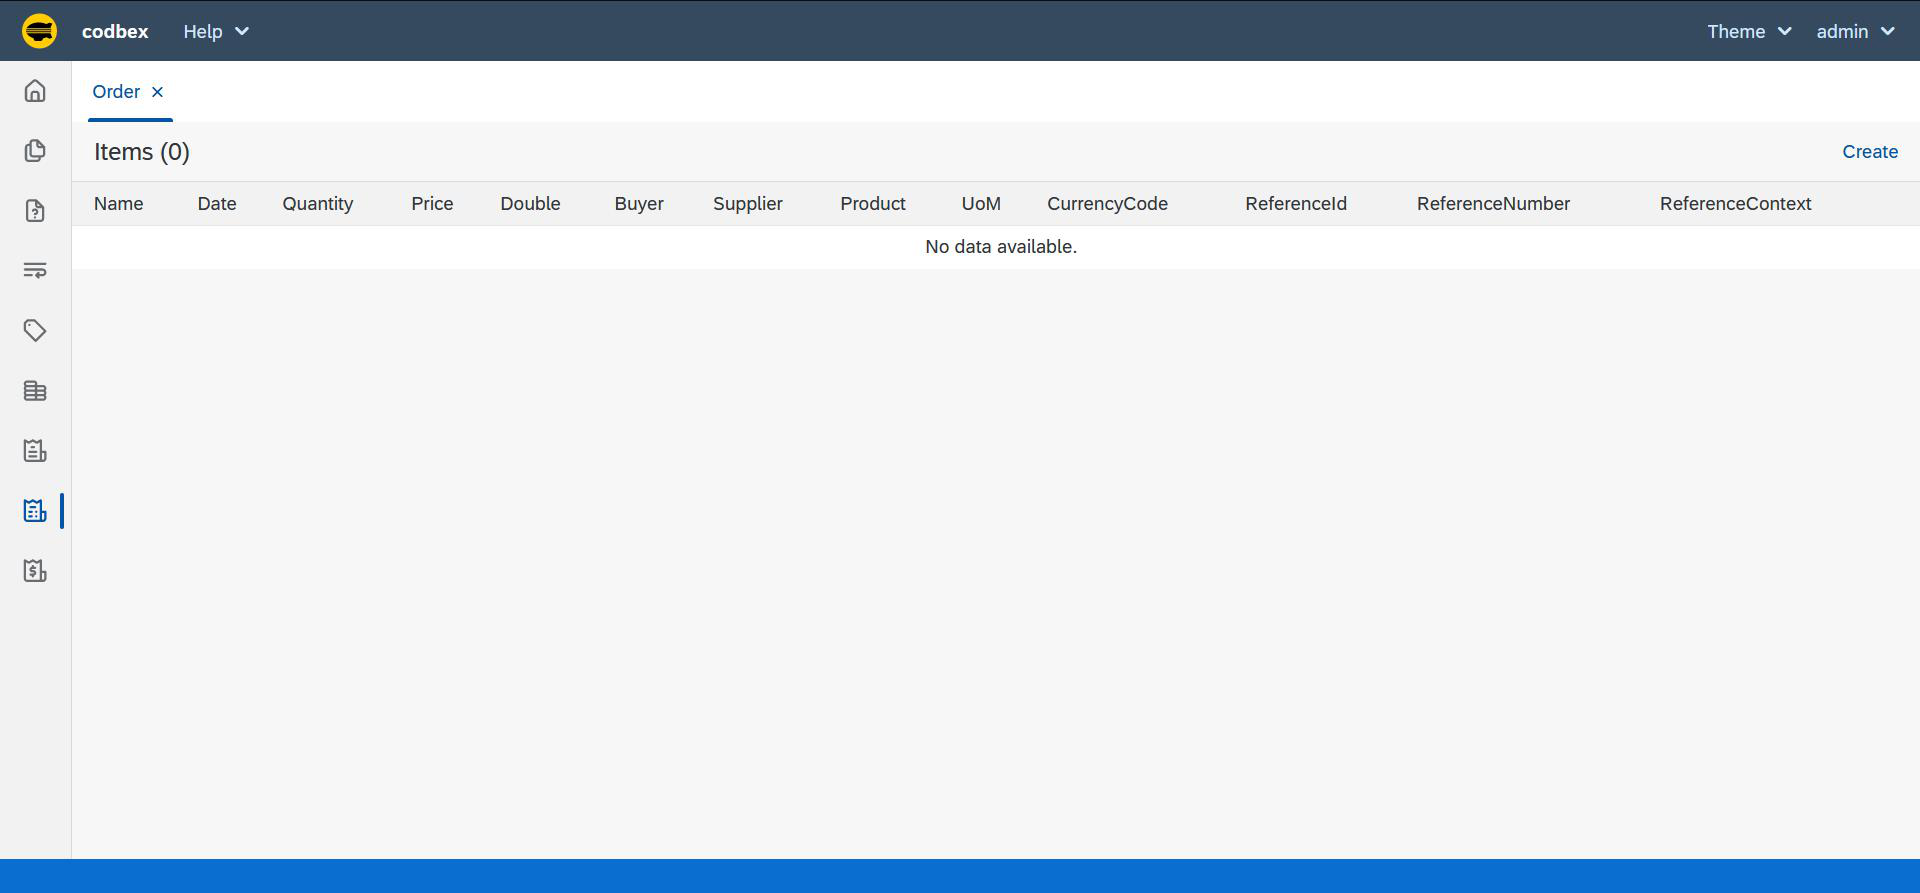 codbex Help Theme admin
Order
Items (0) Create
Name Date Quantity Price Double Buyer Supplier Product UoM CurrencyCode ReferenceId ReferenceNumber ReferenceContext
No data available.